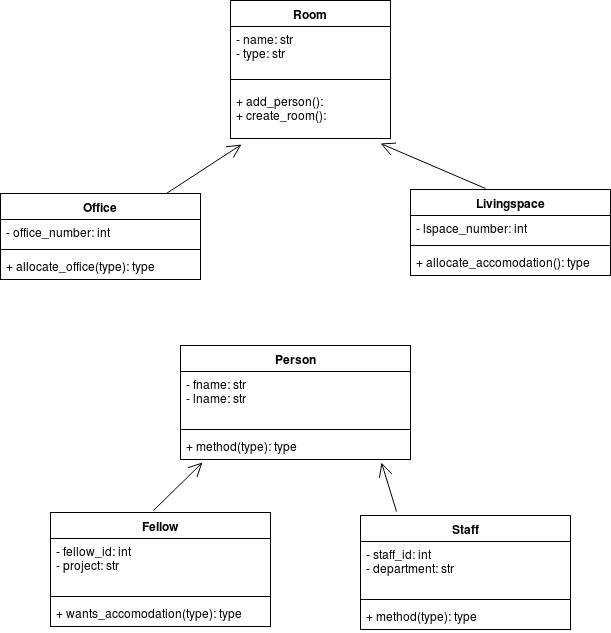 Room
- name: str
- type: str
+ add_person():
+ create_room():
Office
- office_number: int
+ allocate_office(type): type
Livingspace
- lspace_number: int
+ allocate_accomodation(): type
Person
- fname: str
- lname: str
+ method(type): type
Fellow
- fellow_id: int
- project: str
+ wants_accomodation(type): type
Staff
- staff_id: int
- department: str
+ method(type): type